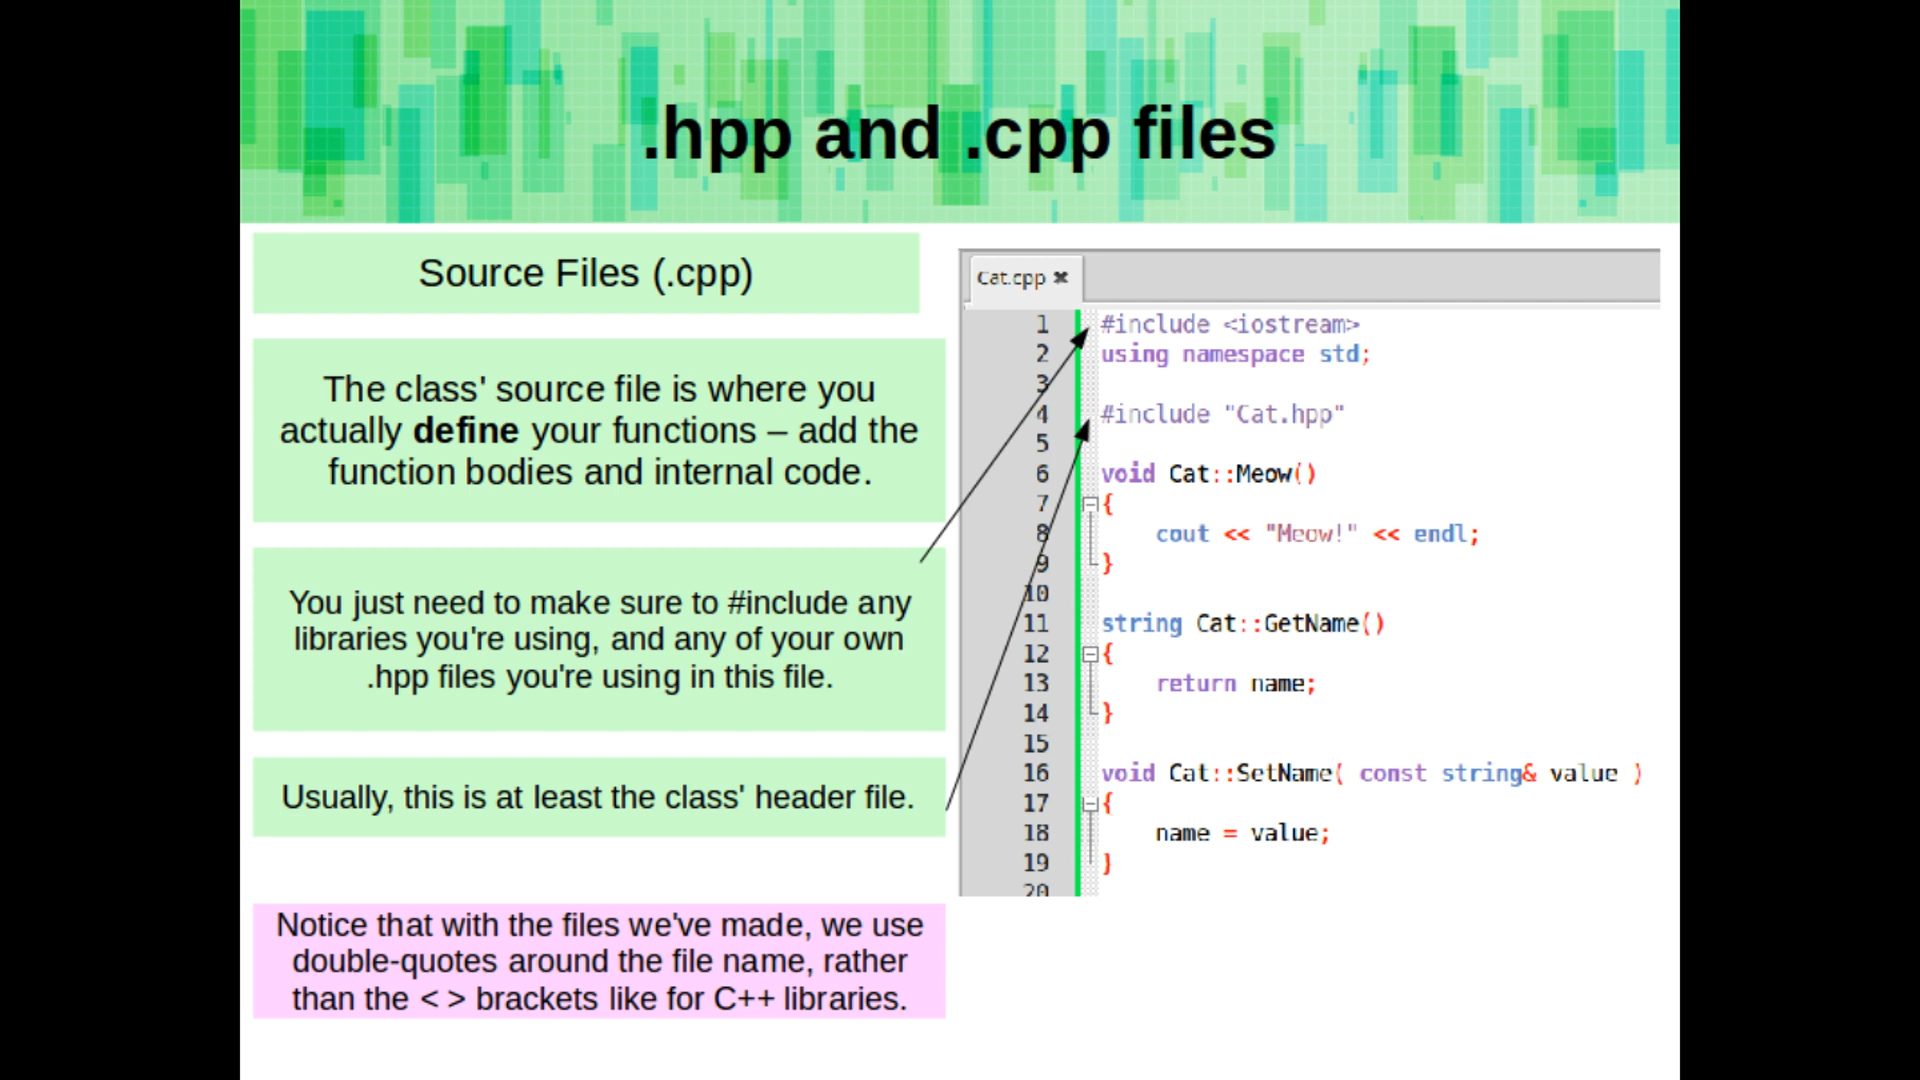 .hpp and .cpp files
Source Files (.cpp)
The class' source file is where you
actually define your functions – add the
function bodies and internal code.
You just need to make sure to #include any
libraries you're using, and any of your own
.hpp files you're using in this file.
Usually, this is at least the class' header file.
Notice that with the files we've made, we use
double-quotes around the file name, rather
than the < > brackets like for C++ libraries.
Cat.cpp ✖
1 #include <iostream>
2 using namespace std;
3
4 #include "Cat.hpp"
5
6 void Cat::Meow()
7 {
8     cout << "Meow!" << endl;
9 }
10
11 string Cat::GetName()
12 {
13     return name;
14 }
15
16 void Cat::SetName( const string& value )
17 {
18     name = value;
19 }
20